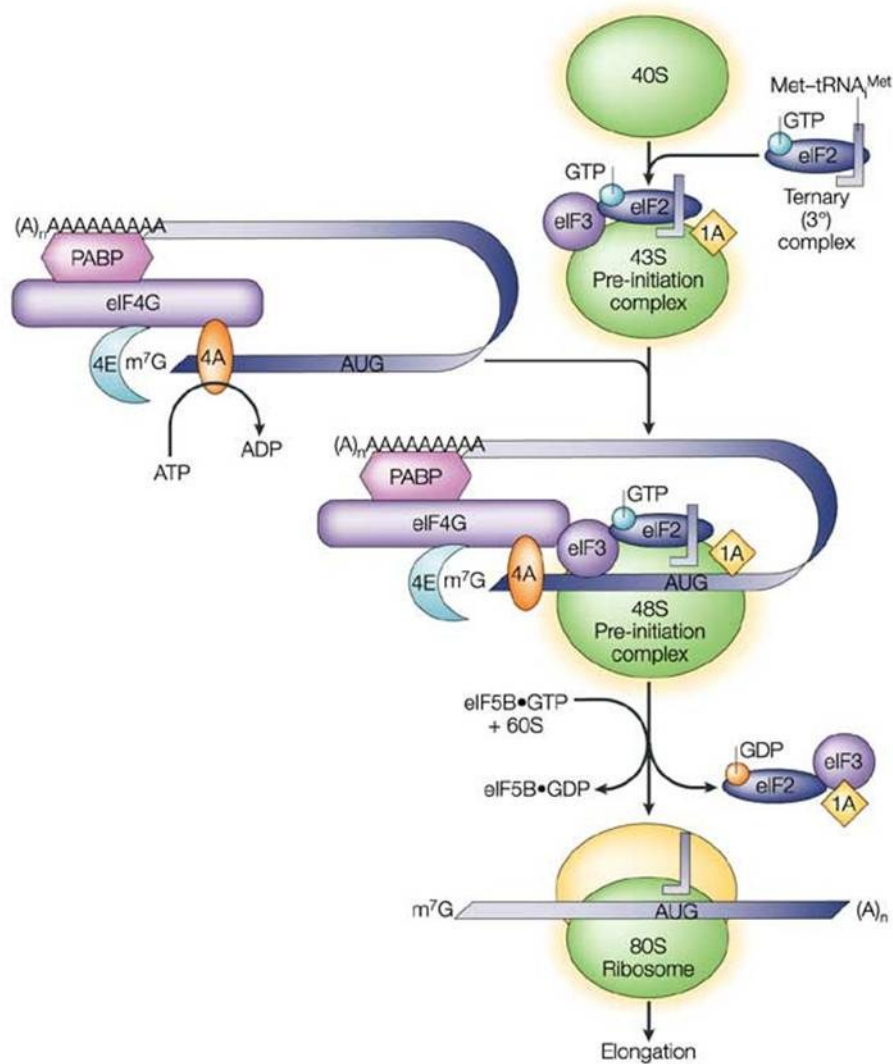 40S
Met–tRNAᵢᴹᵉᵗ
GTP
eIF2
Ternary
(3°)
complex
GTP
eIF2
eIF3
1A
43S
Pre-initiation
complex
(A)ₙAAAAAAAAA
PABP
eIF4G
4E
m⁷G
4A
AUG
ATP
ADP
(A)ₙAAAAAAAAA
PABP
eIF4G
GTP
eIF2
eIF3
1A
4E
m⁷G
4A
AUG
48S
Pre-initiation
complex
eIF5B•GTP
+ 60S
eIF5B•GDP
GDP
eIF2
eIF3
1A
m⁷G
AUG
(A)ₙ
80S
Ribosome
Elongation